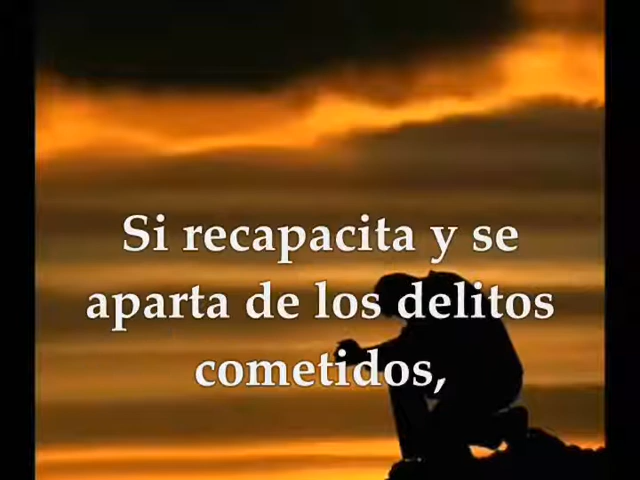 Si recapacita y se
aparta de los delitos
cometidos,